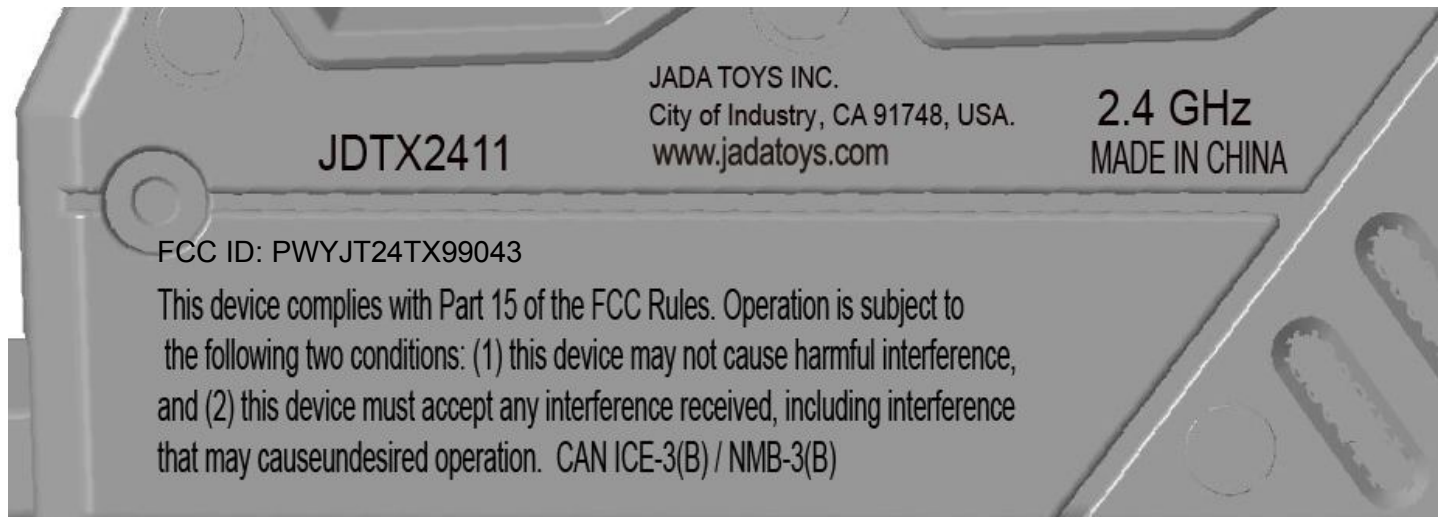 JADA TOYS INC.
City of Industry, CA 91748, USA.
www.jadatoys.com
2.4 GHz
MADE IN CHINA
JDTX2411
FCC ID: PWYJT24TX99043
This device complies with Part 15 of the FCC Rules. Operation is subject to
the following two conditions: (1) this device may not cause harmful interference,
and (2) this device must accept any interference received, including interference
that may causeundesired operation. CAN ICE-3(B) / NMB-3(B)